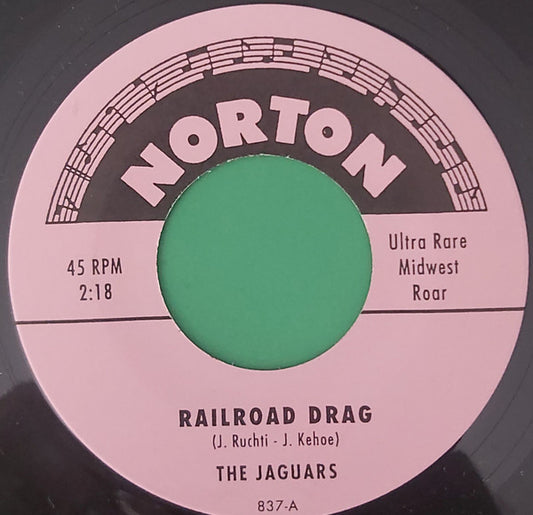 NORTON
45 RPM
2:18
Ultra Rare
Midwest
Roar
RAILROAD DRAG
(J. Ruchti - J. Kehoe)
THE JAGUARS
837-A